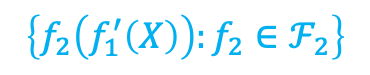 {f₂(f₁′(X)): f₂ ∈ ℱ₂}